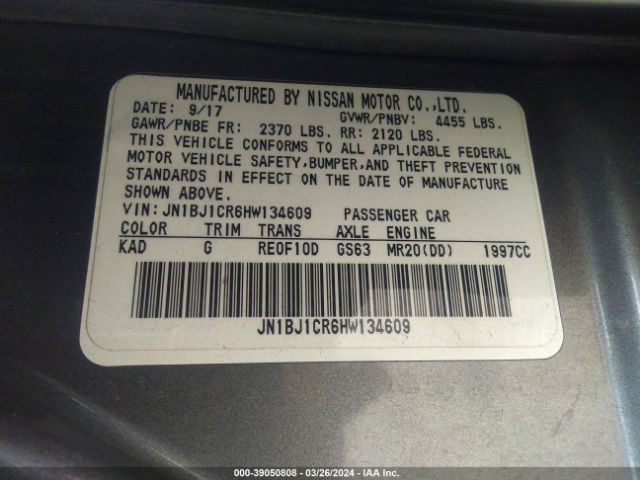 MANUFACTURED BY NISSAN MOTOR CO.,LTD.
DATE: 9/17 GVWR/PNBV: 4455 LBS.
GAWR/PNBE FR: 2370 LBS. RR: 2120 LBS.
THIS VEHICLE CONFORMS TO ALL APPLICABLE FEDERAL
MOTOR VEHICLE SAFETY,BUMPER,AND THEFT PREVENTION
STANDARDS IN EFFECT ON THE DATE OF MANUFACTURE
SHOWN ABOVE.
VIN: JN1BJ1CR6HW134609 PASSENGER CAR
COLOR TRIM TRANS AXLE ENGINE
KAD G RE0F10D GS63 MR20(DD) 1997CC
JN1BJ1CR6HW134609
000-39050808 — 03/26/2024 — IAA Inc.